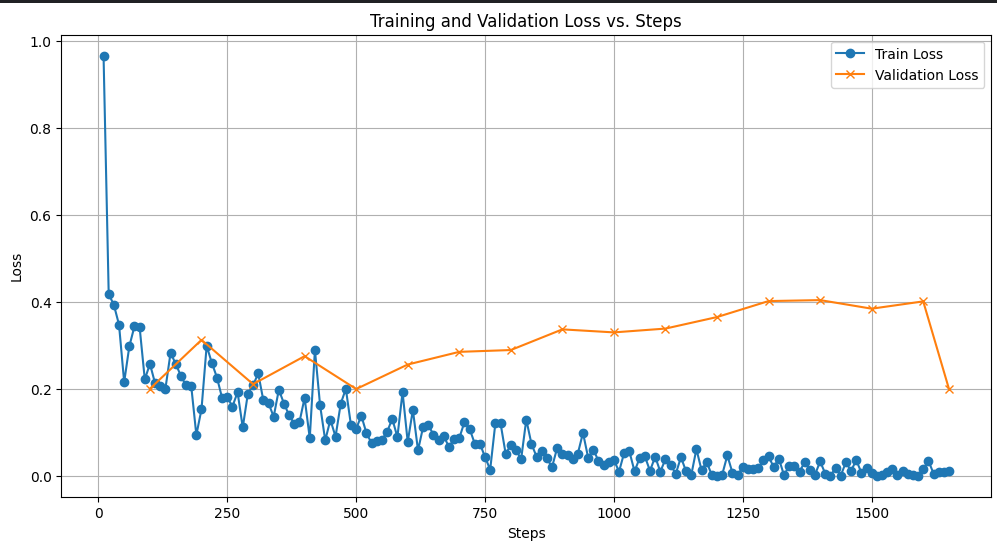 Training and Validation Loss vs. Steps
1.0
0.8
0.6
0.4
0.2
0.0
Loss
Train Loss
Validation Loss
0 250 500 750 1000 1250 1500
Steps